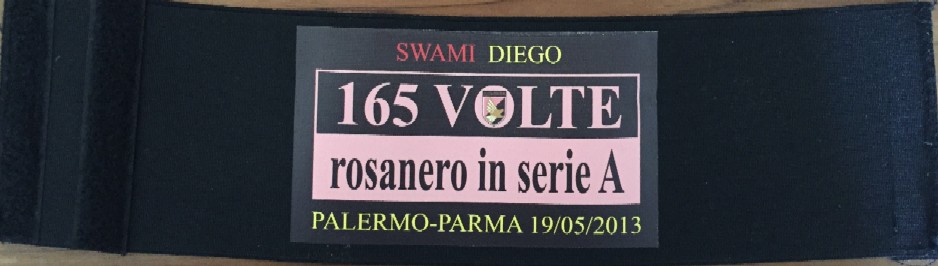 SWAMI DIEGO
165 VOLTE
rosanero in serie A
PALERMO-PARMA 19/05/2013